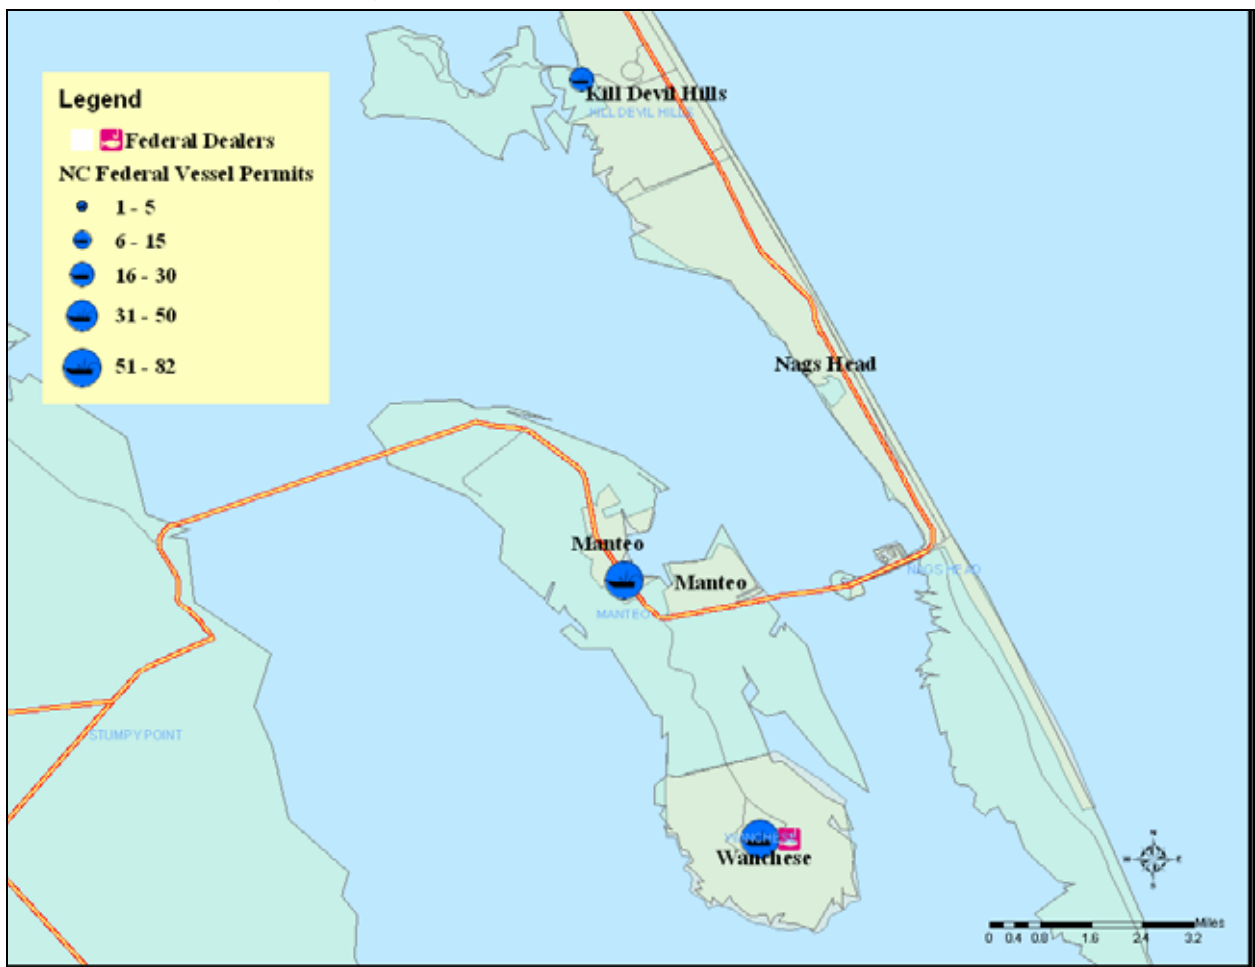 Legend
Federal Dealers
NC Federal Vessel Permits
1 - 5
6 - 15
16 - 30
31 - 50
51 - 82
Kill Devil Hills
KILL DEVIL HILLS
Nags Head
Manteo
Manteo
NAGS HEAD
MANTEO
STUMPY POINT
WANCHESE
Wanchese
N
W E
S
Miles
0 0.4 0.8 1.6 2.4 3.2